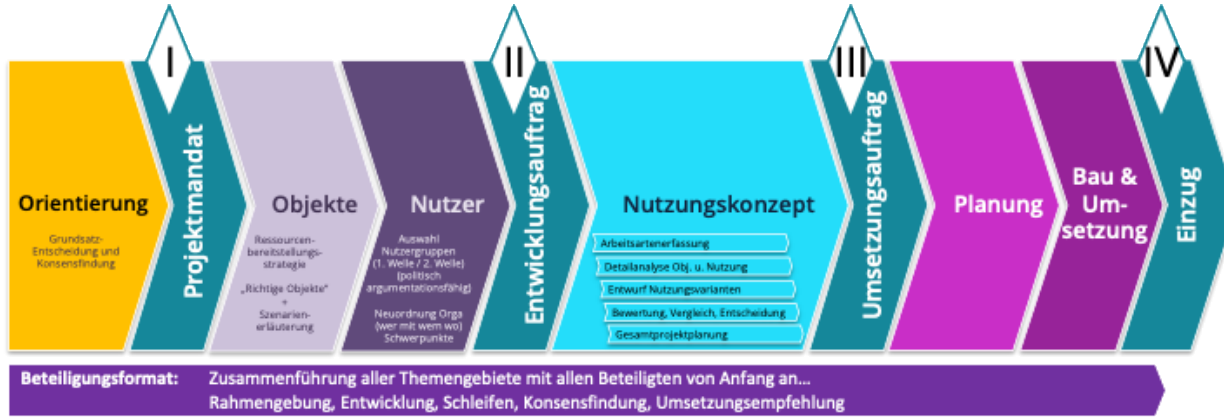 I
II
III
IV
Orientierung
Grundsatz-
Entscheidung und
Konsensfindung
Projektmandat
Objekte
Ressourcen-
bereitstellungs-
strategie
„Richtige Objekte"
+
Szenarien-
erläuterung
Nutzer
Auswahl
Nutzergruppen
(1. Welle / 2. Welle)
(politisch
argumentationsfähig)
Neuordnung Orga
(wer mit wem wo)
Schwerpunkte
Entwicklungsauftrag
Nutzungskonzept
Arbeitsartenerfassung
Detailanalyse Obj. u. Nutzung
Entwurf Nutzungsvarianten
Bewertung, Vergleich, Entscheidung
Gesamtprojektplanung
Umsetzungsauftrag
Planung
Bau &
Um-
setzung
Einzug
Beteiligungsformat: Zusammenführung aller Themengebiete mit allen Beteiligten von Anfang an...
Rahmengebung, Entwicklung, Schleifen, Konsensfindung, Umsetzungsempfehlung